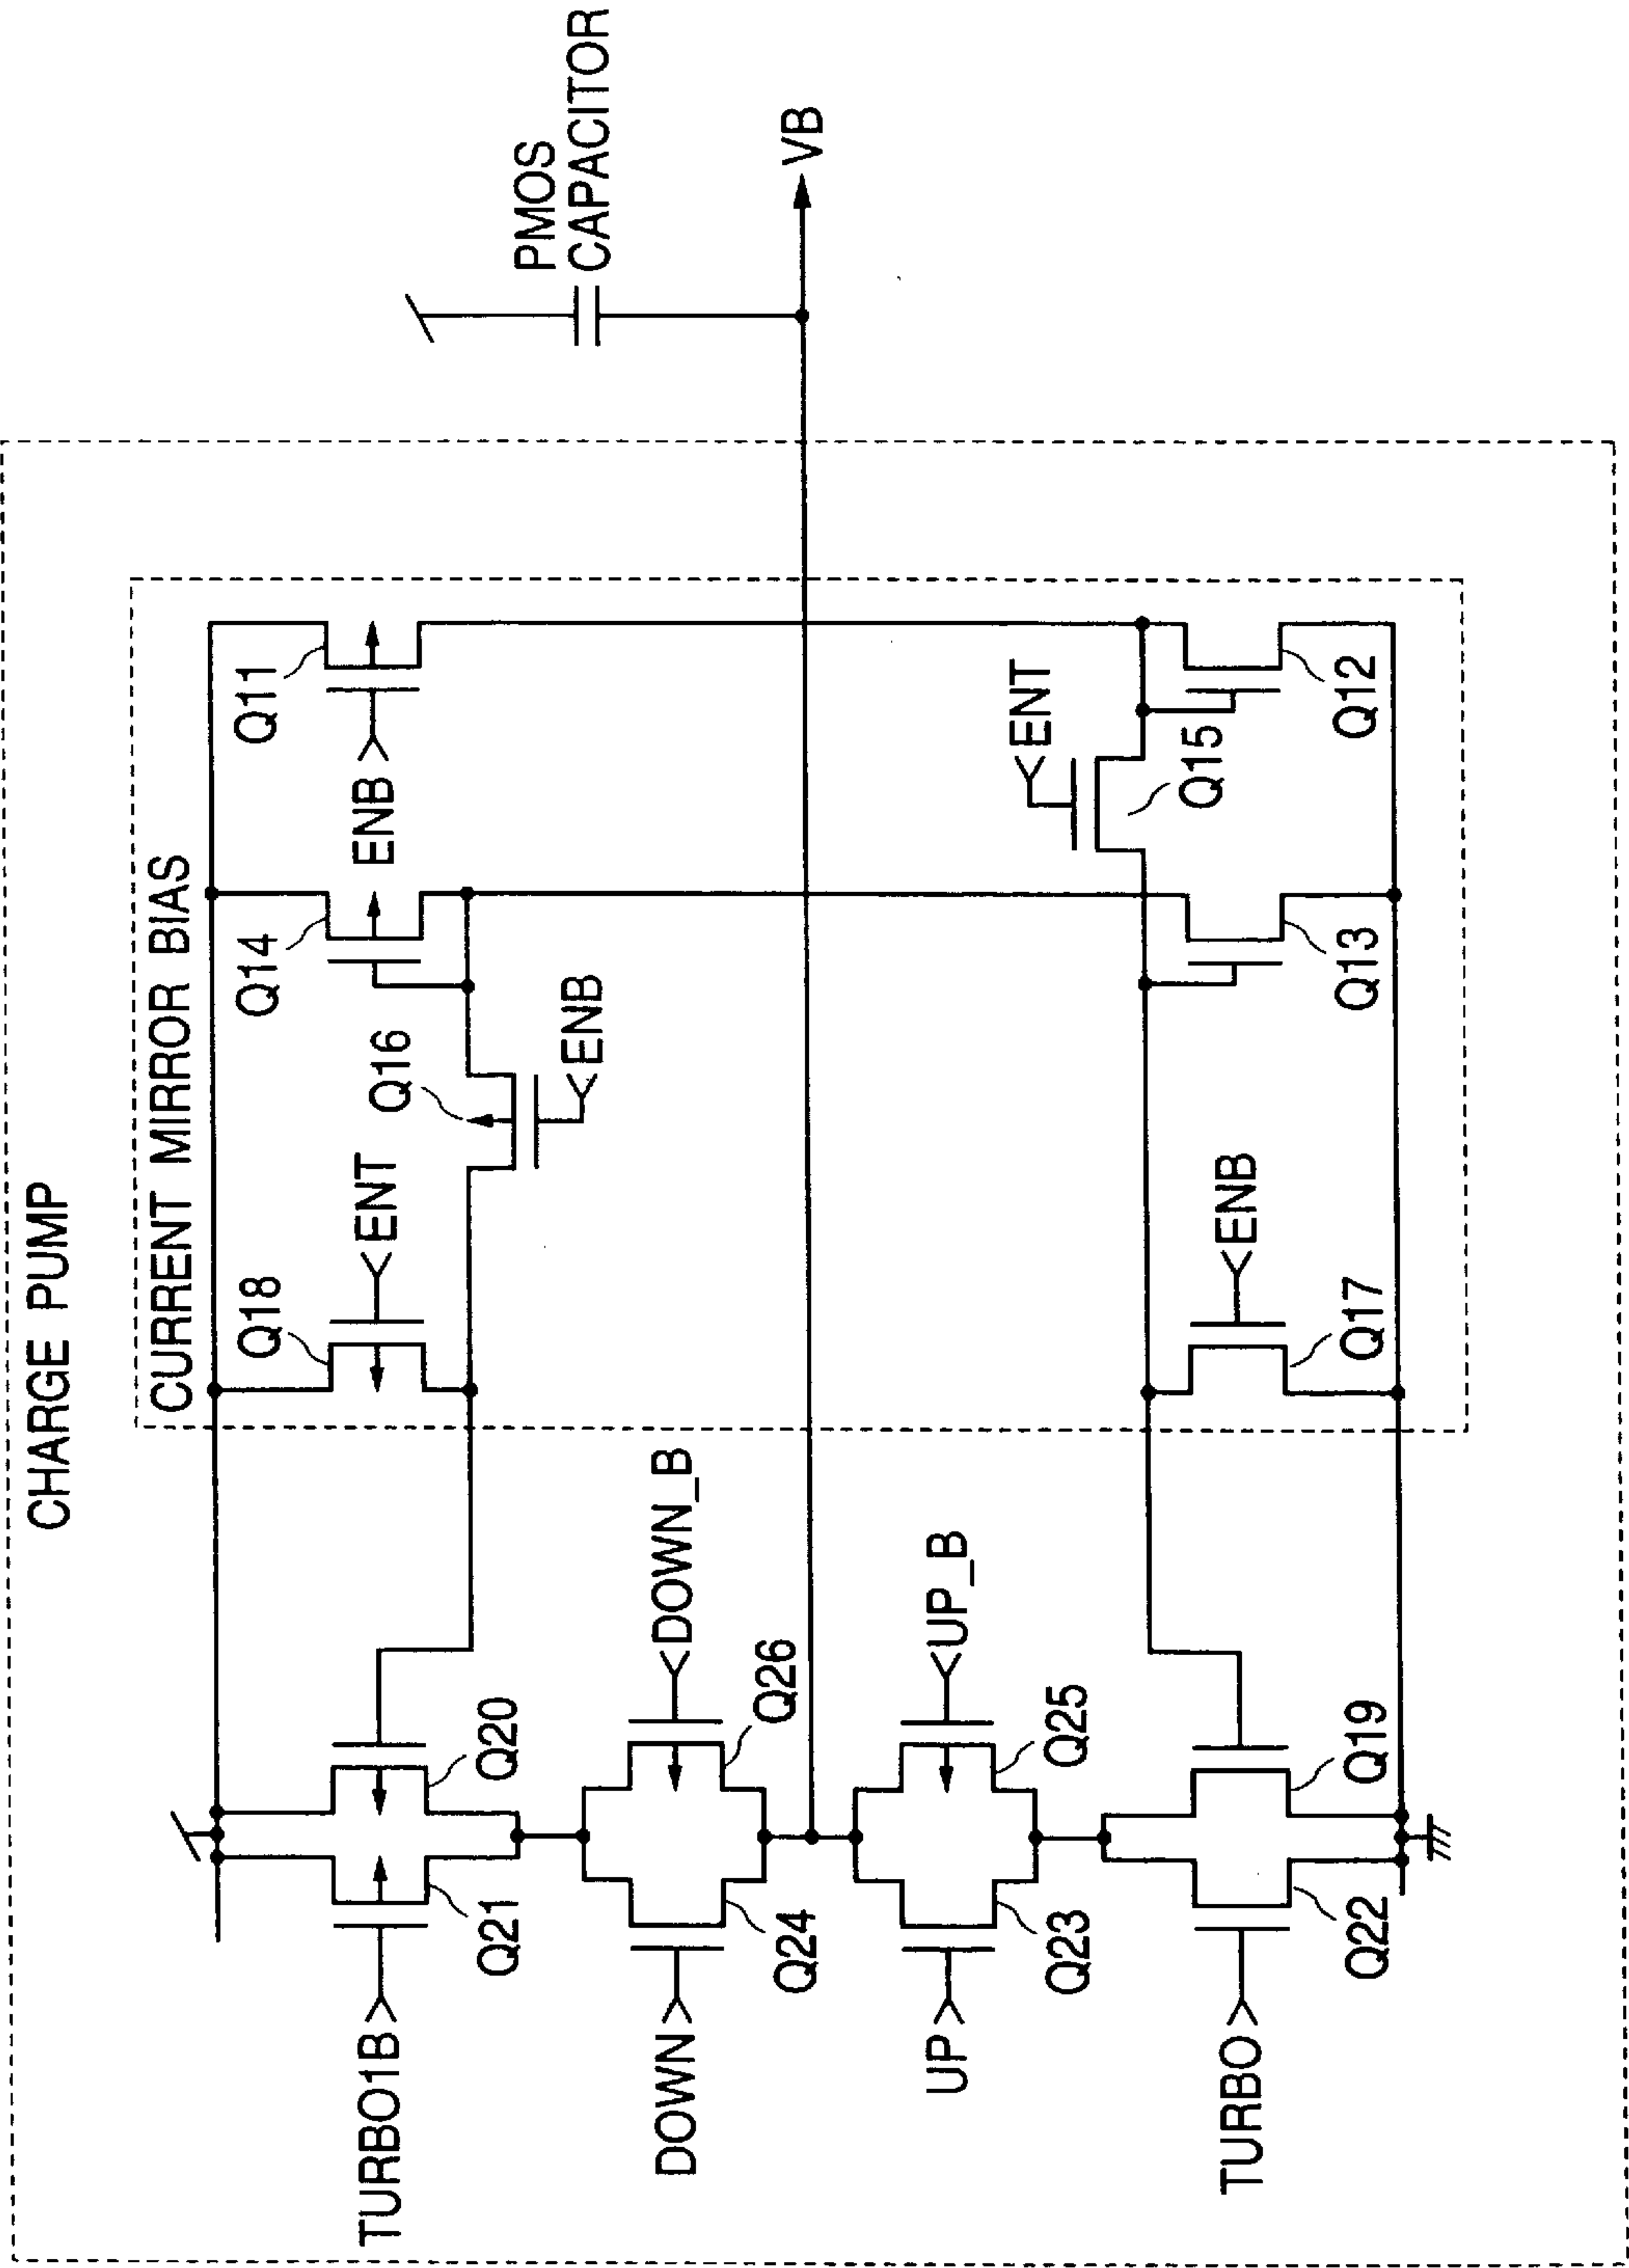 CHARGE PUMP
CURRENT MIRROR BIAS
PMOS
CAPACITOR
VB
TURBO1B
Q21
Q20
Q18
ENT
Q14
ENB
Q11
Q16
ENB
DOWN
Q24
Q26
DOWN_B
UP
Q23
Q25
UP_B
ENT
Q15
TURBO
Q22
Q19
ENB
Q17
Q13
Q12